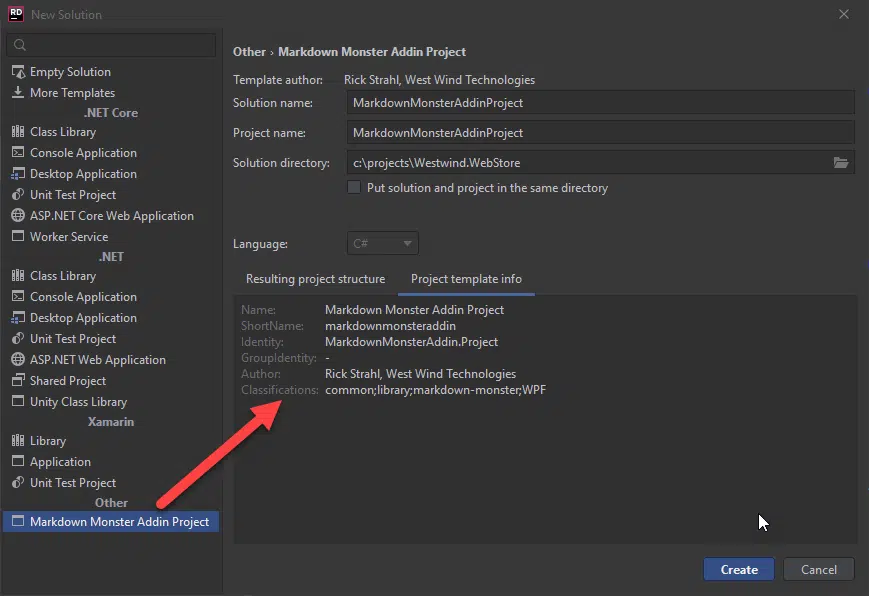 RD New Solution
Empty Solution
More Templates
.NET Core
Class Library
Console Application
Desktop Application
Unit Test Project
ASP.NET Core Web Application
Worker Service
.NET
Class Library
Console Application
Desktop Application
Unit Test Project
ASP.NET Web Application
Shared Project
Unity Class Library
Xamarin
Library
Application
Unit Test Project
Other
Markdown Monster Addin Project
Other › Markdown Monster Addin Project
Template author: Rick Strahl, West Wind Technologies
Solution name: MarkdownMonsterAddinProject
Project name: MarkdownMonsterAddinProject
Solution directory: c:\projects\Westwind.WebStore
Put solution and project in the same directory
Language: C#
Resulting project structure Project template info
Name: Markdown Monster Addin Project
ShortName: markdownmonsteraddin
Identity: MarkdownMonsterAddin.Project
GroupIdentity: -
Author: Rick Strahl, West Wind Technologies
Classifications: common;library;markdown-monster;WPF
Create Cancel